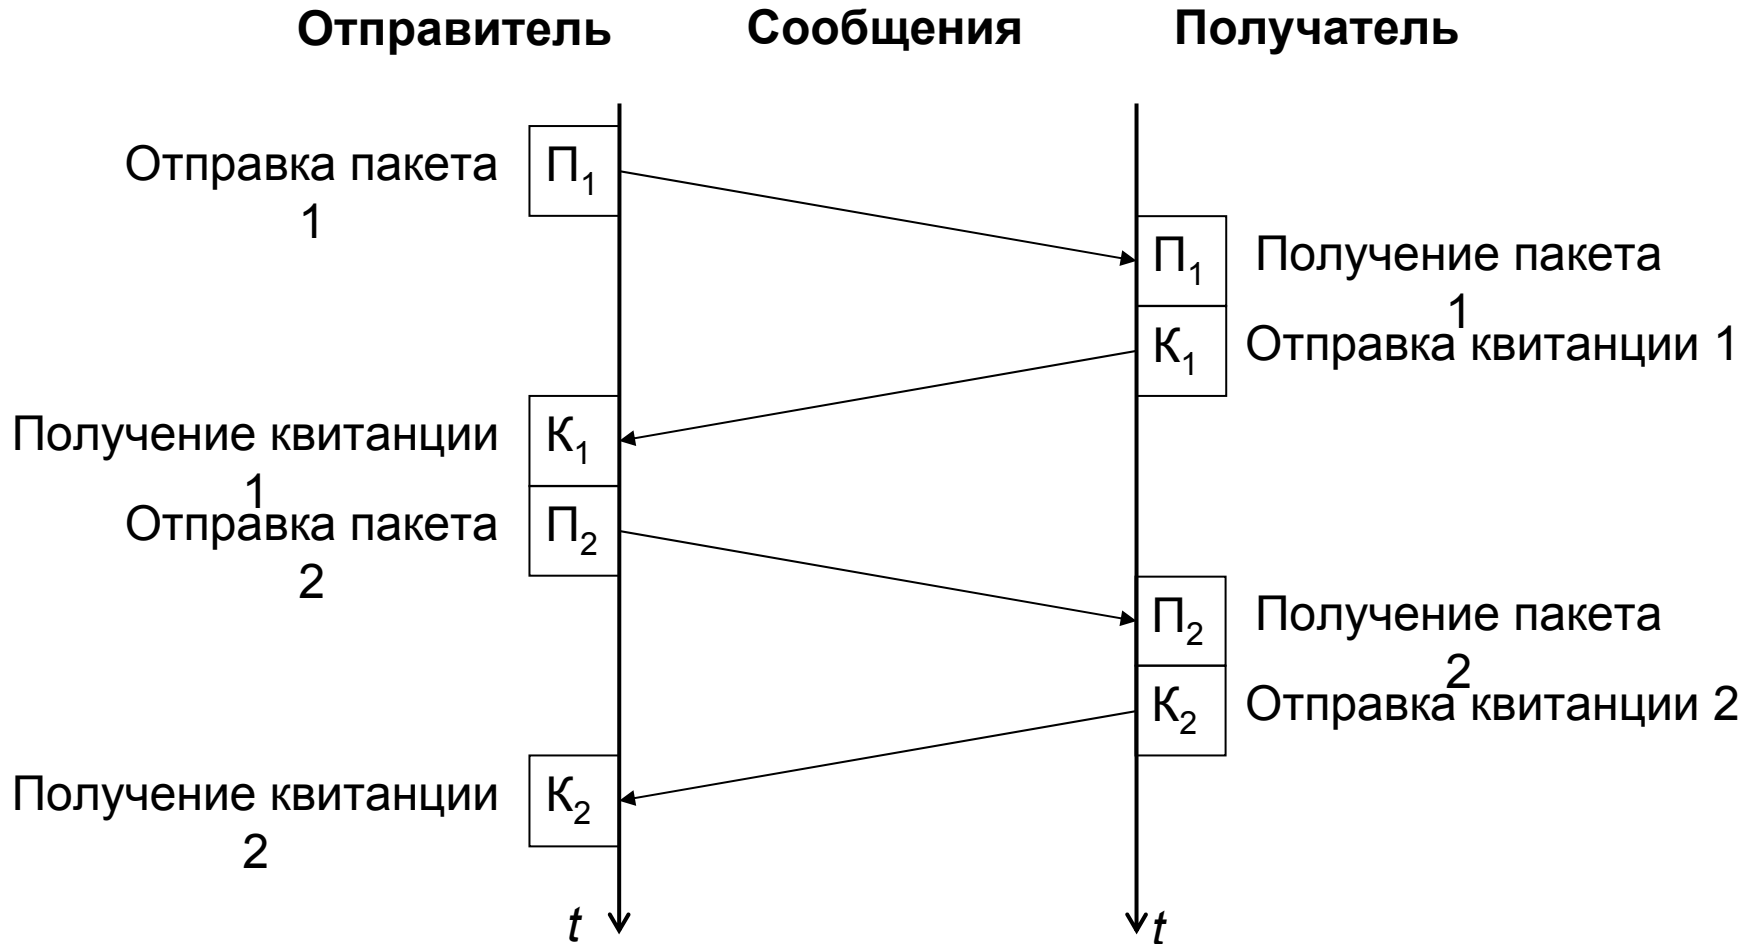 Отправитель Сообщения Получатель
Отправка пакета
1
П1
П1
Получение пакета
1
К1
Отправка квитанции 1
Получение квитанции
1
К1
Отправка пакета
2
П2
П2
Получение пакета
2
К2
Отправка квитанции 2
Получение квитанции
2
К2
t
t